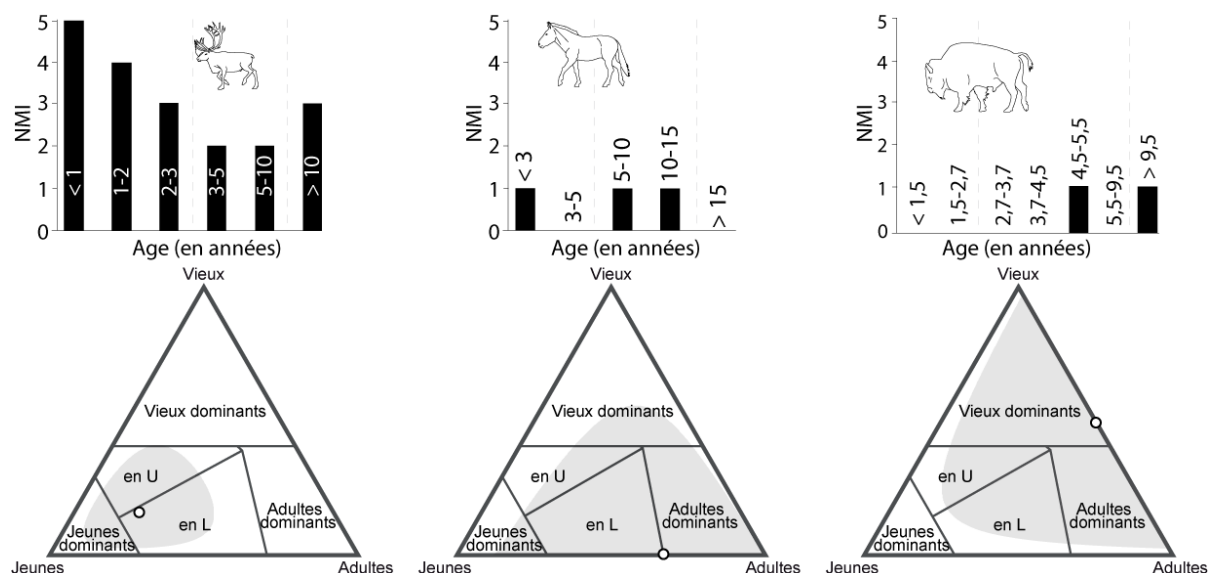 5
4
3
2
1
0
NMI
< 1
1-2
2-3
3-5
5-10
> 10
Age (en années)
5
4
3
2
1
0
NMI
< 3
3-5
5-10
10-15
> 15
Age (en années)
5
4
3
2
1
0
NMI
< 1,5
1,5-2,7
2,7-3,7
3,7-4,5
4,5-5,5
5,5-9,5
> 9,5
Age (en années)
Vieux
Vieux dominants
en U
en L
Jeunes
dominants
Adultes
dominants
Jeunes
Adultes
Vieux
Vieux dominants
en U
en L
Jeunes
dominants
Adultes
dominants
Jeunes
Adultes
Vieux
Vieux dominants
en U
en L
Jeunes
dominants
Adultes
dominants
Jeunes
Adultes